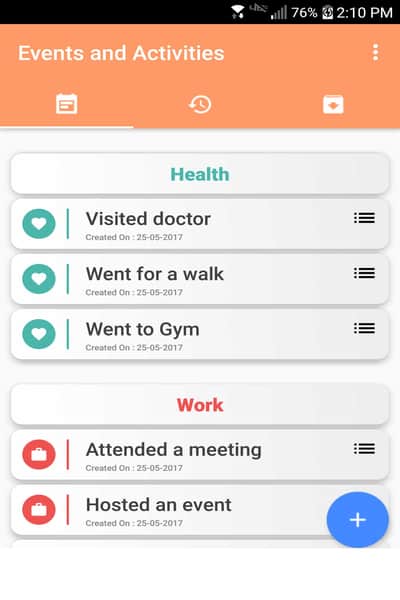 76% 2:10 PM
Events and Activities
Health
Visited doctor
Created On : 25-05-2017
Went for a walk
Created On : 25-05-2017
Went to Gym
Created On : 25-05-2017
Work
Attended a meeting
Created On : 25-05-2017
Hosted an event
Created On : 25-05-2017